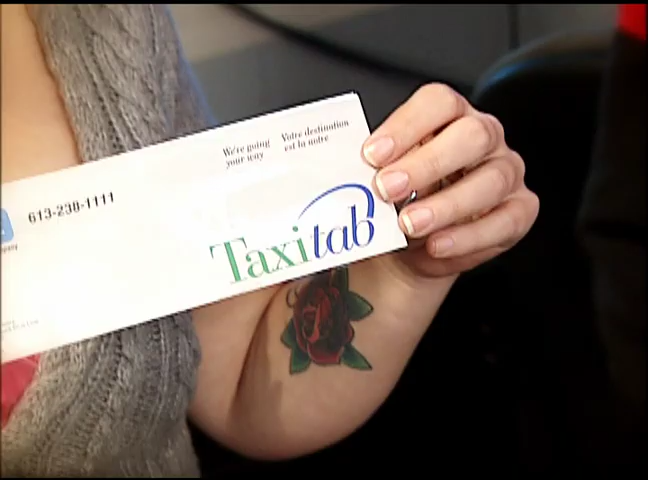 We're going
your way
Votre destination
est la nôtre
613-238-1111
Taxitab